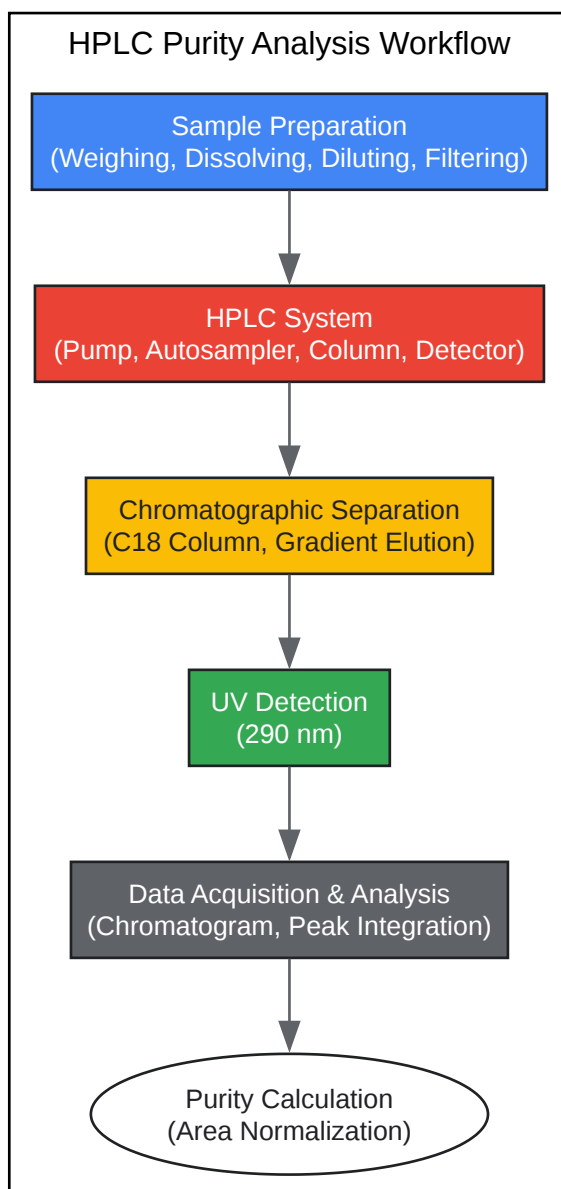 HPLC Purity Analysis Workflow
Sample Preparation
(Weighing, Dissolving, Diluting, Filtering)
HPLC System
(Pump, Autosampler, Column, Detector)
Chromatographic Separation
(C18 Column, Gradient Elution)
UV Detection
(290 nm)
Data Acquisition & Analysis
(Chromatogram, Peak Integration)
Purity Calculation
(Area Normalization)